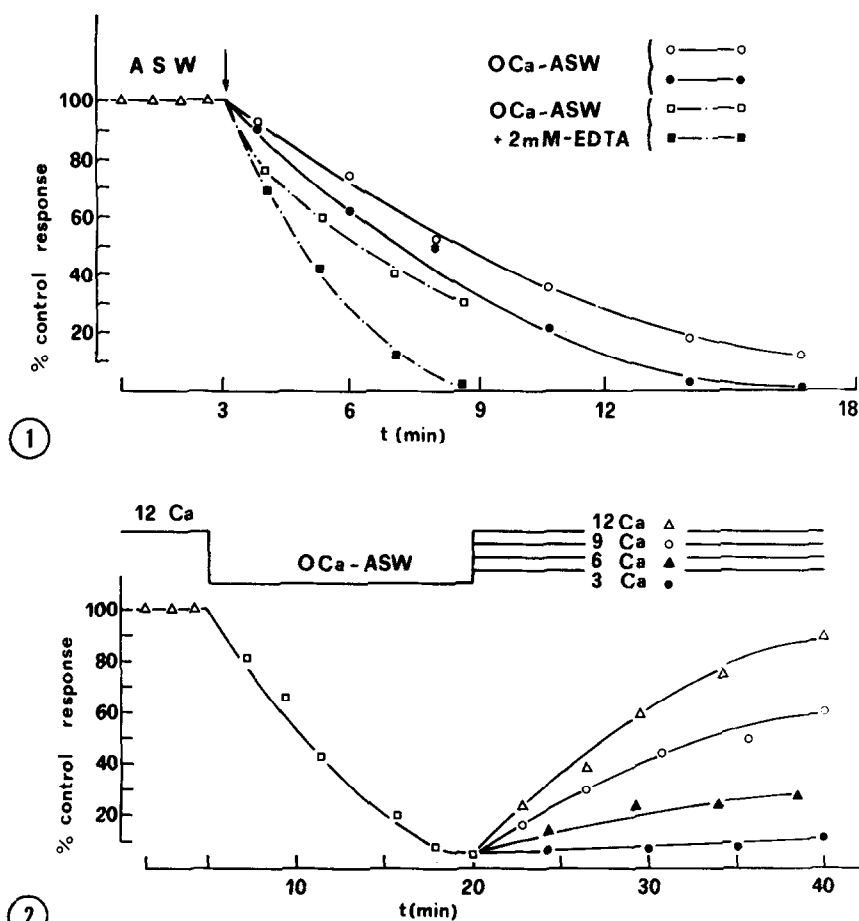 ASW
OCa-ASW
OCa-ASW
+2mM-EDTA
100
80
60
40
20
% control response
3 6 9 12 18
t (min)
1
12 Ca
OCa-ASW
12 Ca
9 Ca
6 Ca
3 Ca
100
80
60
40
20
% control response
10 20 30 40
t(min)
2